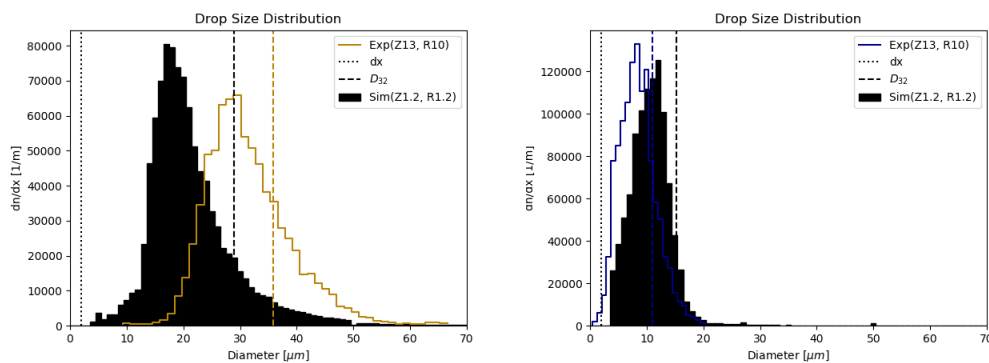 Drop Size Distribution
dn/dx [1/m]
80000
70000
60000
50000
40000
30000
20000
10000
0
Exp(Z13, R10)
dx
D32
Sim(Z1.2, R1.2)
0 10 20 30 40 50 60 70
Diameter [μm]
Drop Size Distribution
dn/dx [1/m]
120000
100000
80000
60000
40000
20000
0
Exp(Z13, R10)
dx
D32
Sim(Z1.2, R1.2)
0 10 20 30 40 50 60 70
Diameter [μm]